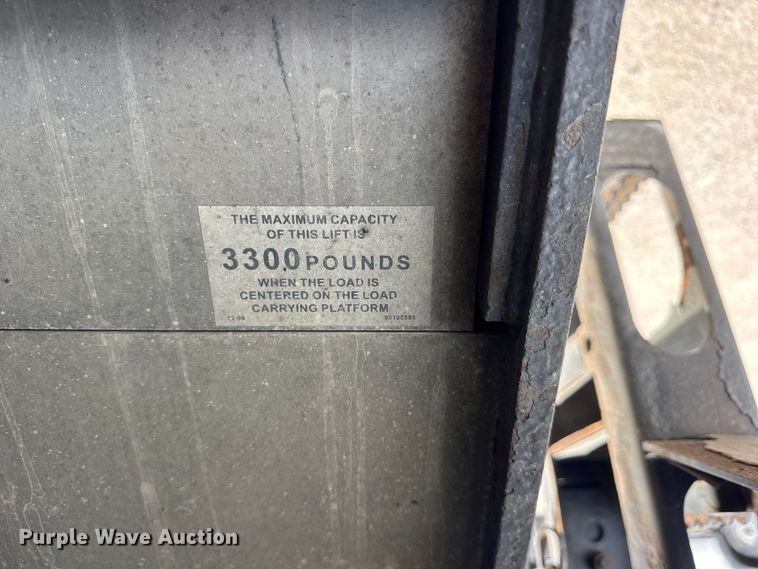 THE MAXIMUM CAPACITY
OF THIS LIFT IS
3300 POUNDS
WHEN THE LOAD IS
CENTERED ON THE LOAD
CARRYING PLATFORM
12-98 80100585
Purple Wave Auction®